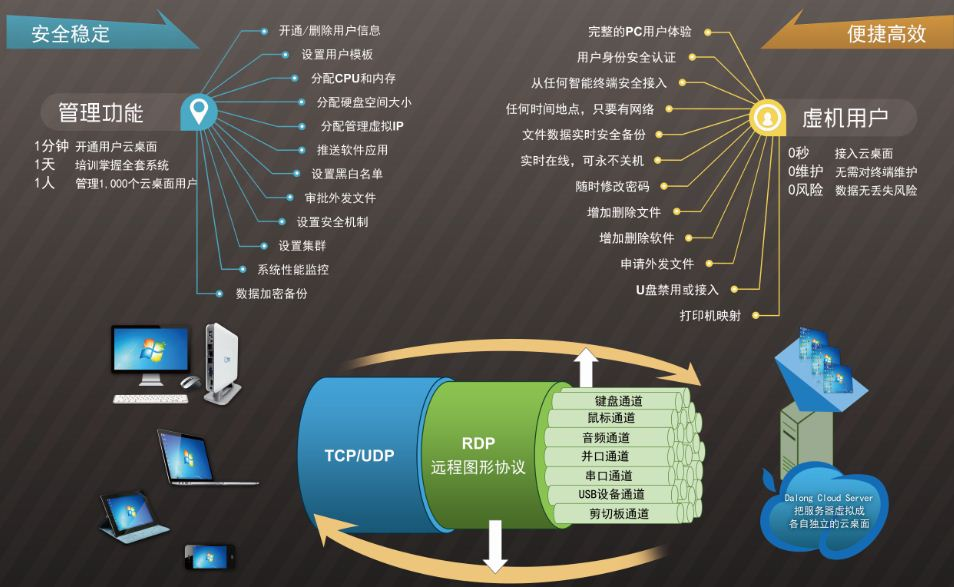 安全稳定
便捷高效
管理功能
1分钟 开通用户云桌面
1天 培训掌握全套系统
1人 管理1,000个云桌面用户
开通/删除用户信息
设置用户模板
分配CPU和内存
分配硬盘空间大小
分配管理虚拟IP
推送软件应用
设置黑白名单
审批外发文件
设置安全机制
设置集群
系统性能监控
数据加密备份
完整的PC用户体验
用户身份安全认证
从任何智能终端安全接入
任何时间地点，只要有网络
文件数据实时安全备份
实时在线，可永不关机
随时修改密码
增加删除文件
增加删除软件
申请外发文件
U盘禁用或接入
打印机映射
虚机用户
0秒 接入云桌面
0维护 无需对终端维护
0风险 数据无丢失风险
TCP/UDP
RDP
远程图形协议
键盘通道
鼠标通道
音频通道
并口通道
串口通道
USB设备通道
剪切板通道
Dalong Cloud Server
把服务器虚拟成
各自独立的云桌面